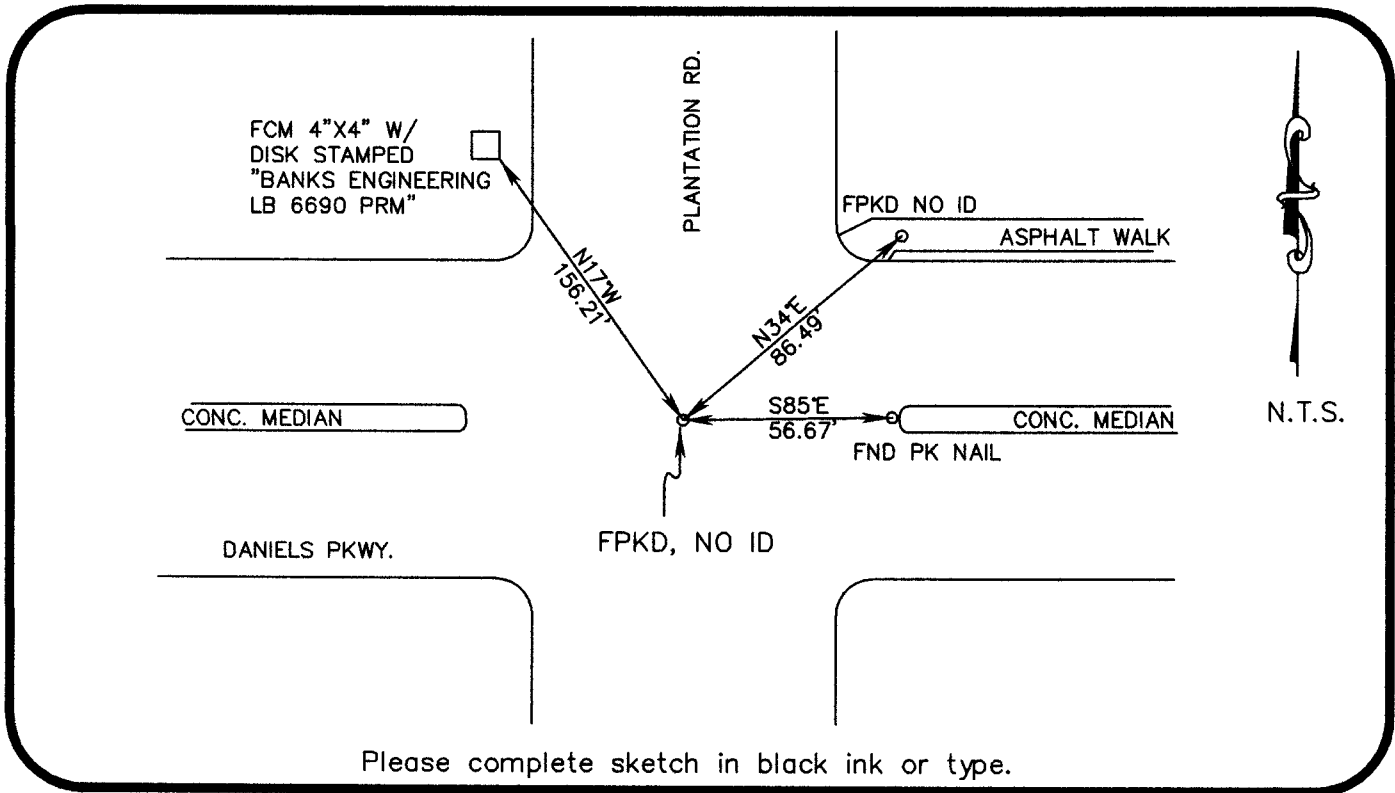 PLANTATION RD.
FCM 4"X4" W/
DISK STAMPED
"BANKS ENGINEERING
LB 6690 PRM"
FPKD NO ID
ASPHALT WALK
N17°W
156.21'
N34°E
86.49'
S85°E
56.67'
CONC. MEDIAN
CONC. MEDIAN
N.T.S.
FND PK NAIL
FPKD, NO ID
DANIELS PKWY.
Please complete sketch in black ink or type.